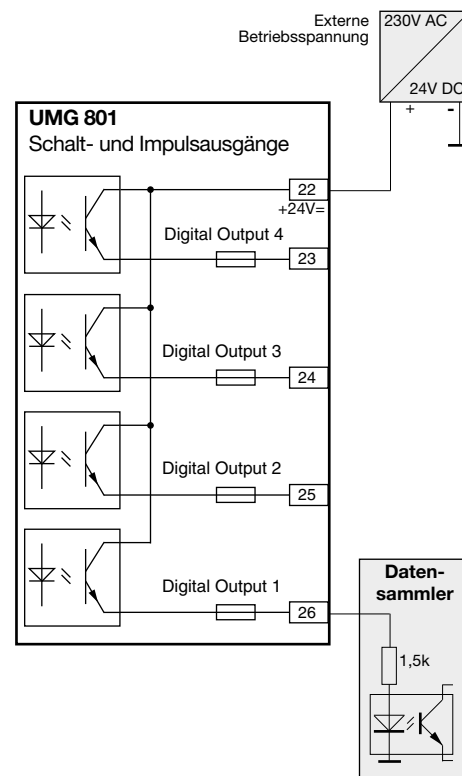 Externe
Betriebsspannung
230V AC
24V DC
+ -
UMG 801
Schalt- und Impulsausgänge
22
+24V=
Digital Output 4
23
Digital Output 3
24
Digital Output 2
25
Digital Output 1
26
Daten-
sammler
1,5k